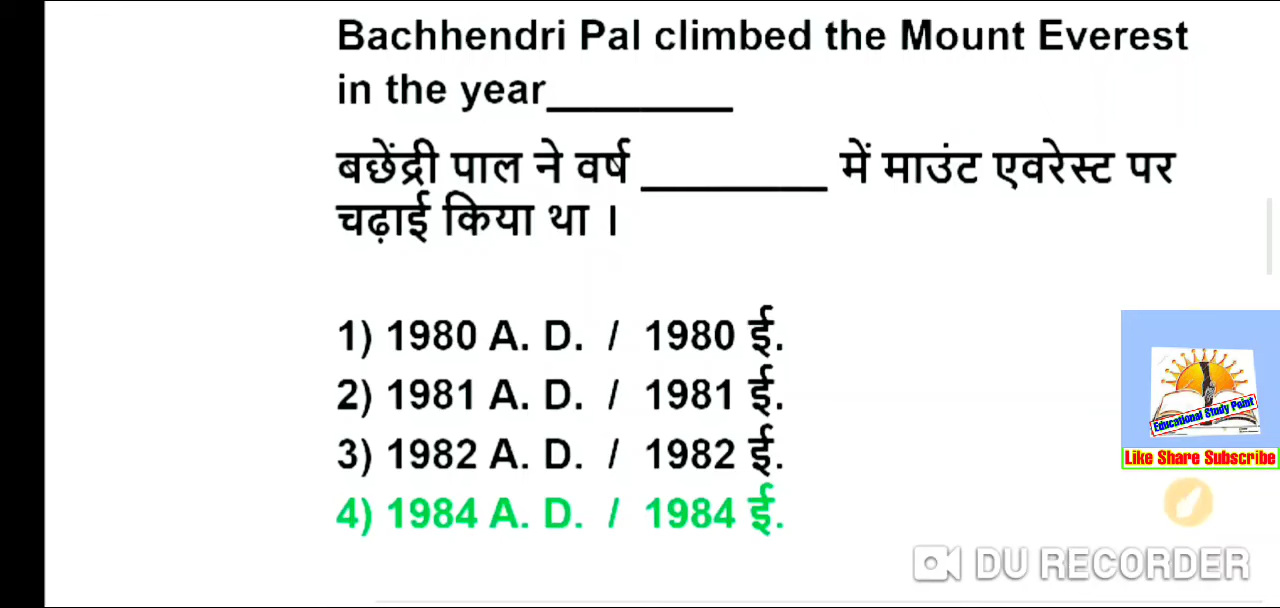 Bachhendri Pal climbed the Mount Everest
in the year________
बछेंद्री पाल ने वर्ष ________ में माउंट एवरेस्ट पर
चढ़ाई किया था ।
1) 1980 A. D. / 1980 ई.
2) 1981 A. D. / 1981 ई.
3) 1982 A. D. / 1982 ई.
4) 1984 A. D. / 1984 ई.
Educational Study Point
Like Share Subscribe
DU RECORDER